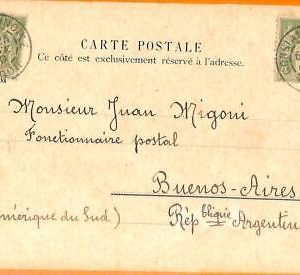 CARTE POSTALE
Ce côté est exclusivement réservé à l'adresse.
Monsieur Juan Migoni
Fonctionnaire postal
Buenos-Aires
mérique du Sud) Rép blique Argentin